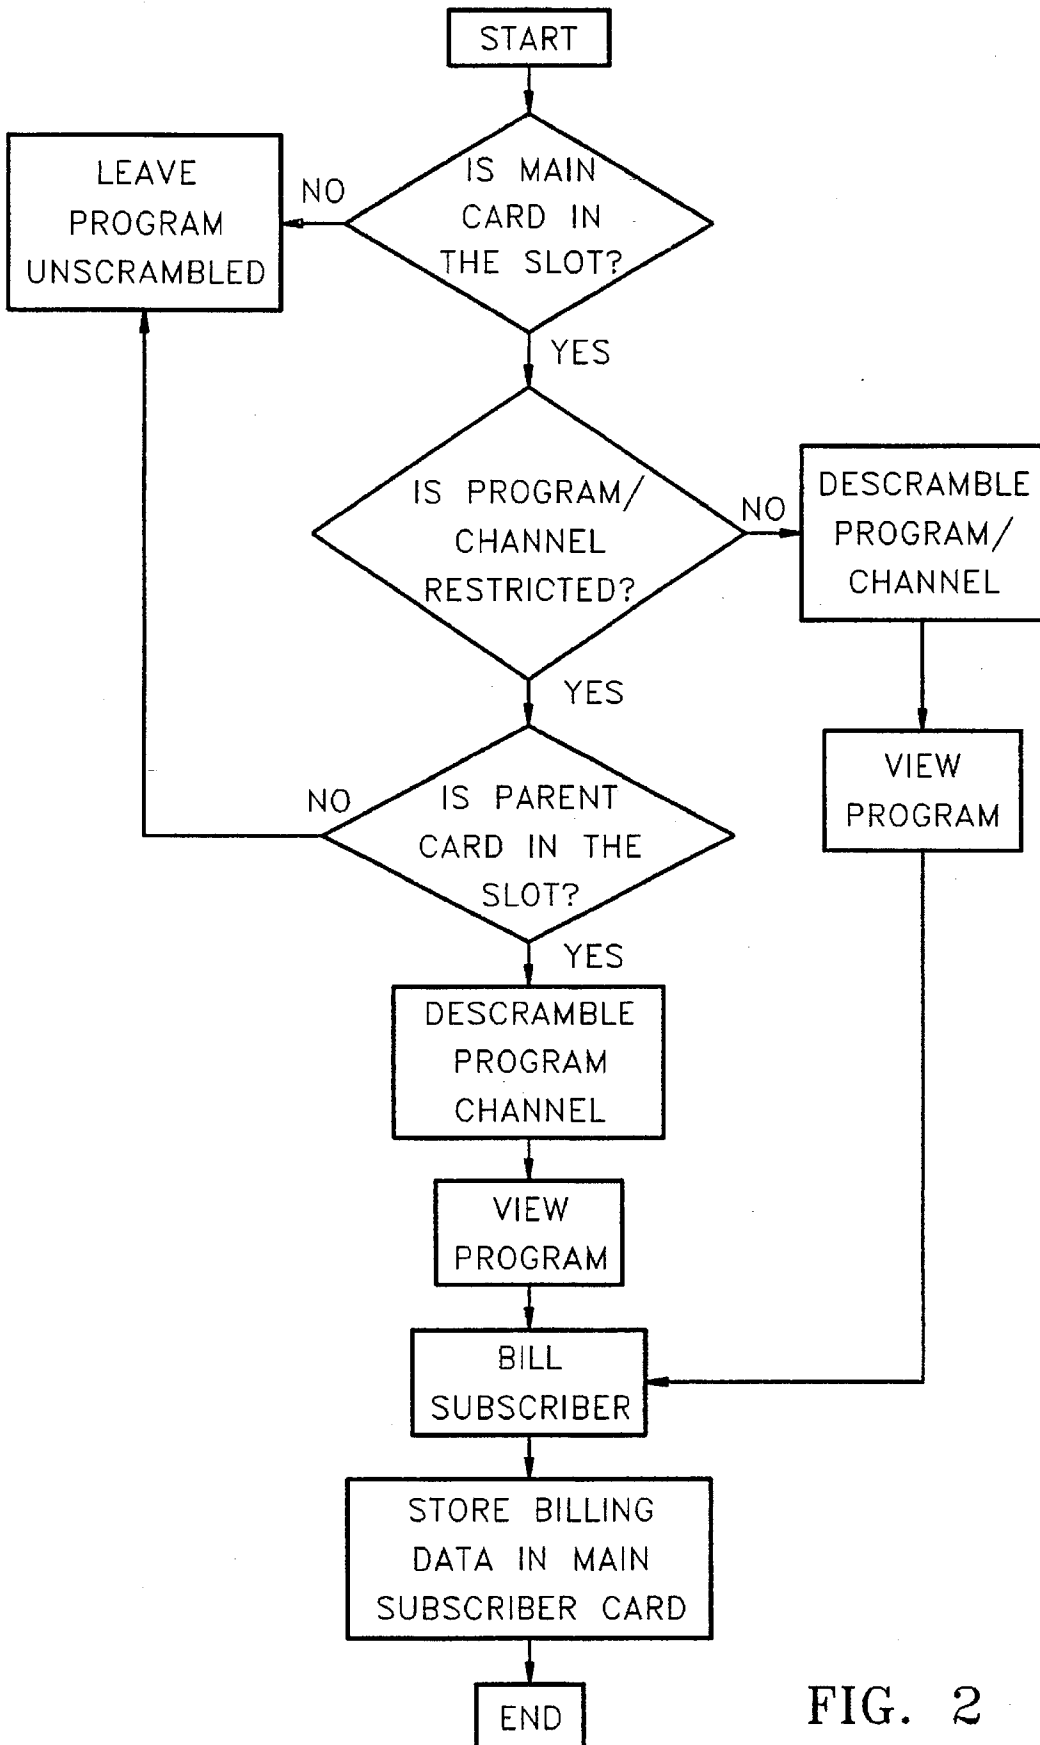 START
IS MAIN
CARD IN
THE SLOT?
NO
LEAVE
PROGRAM
UNSCRAMBLED
YES
IS PROGRAM/
CHANNEL
RESTRICTED?
NO
DESCRAMBLE
PROGRAM/
CHANNEL
VIEW
PROGRAM
YES
IS PARENT
CARD IN THE
SLOT?
NO
YES
DESCRAMBLE
PROGRAM
CHANNEL
VIEW
PROGRAM
BILL
SUBSCRIBER
STORE BILLING
DATA IN MAIN
SUBSCRIBER CARD
END
FIG. 2